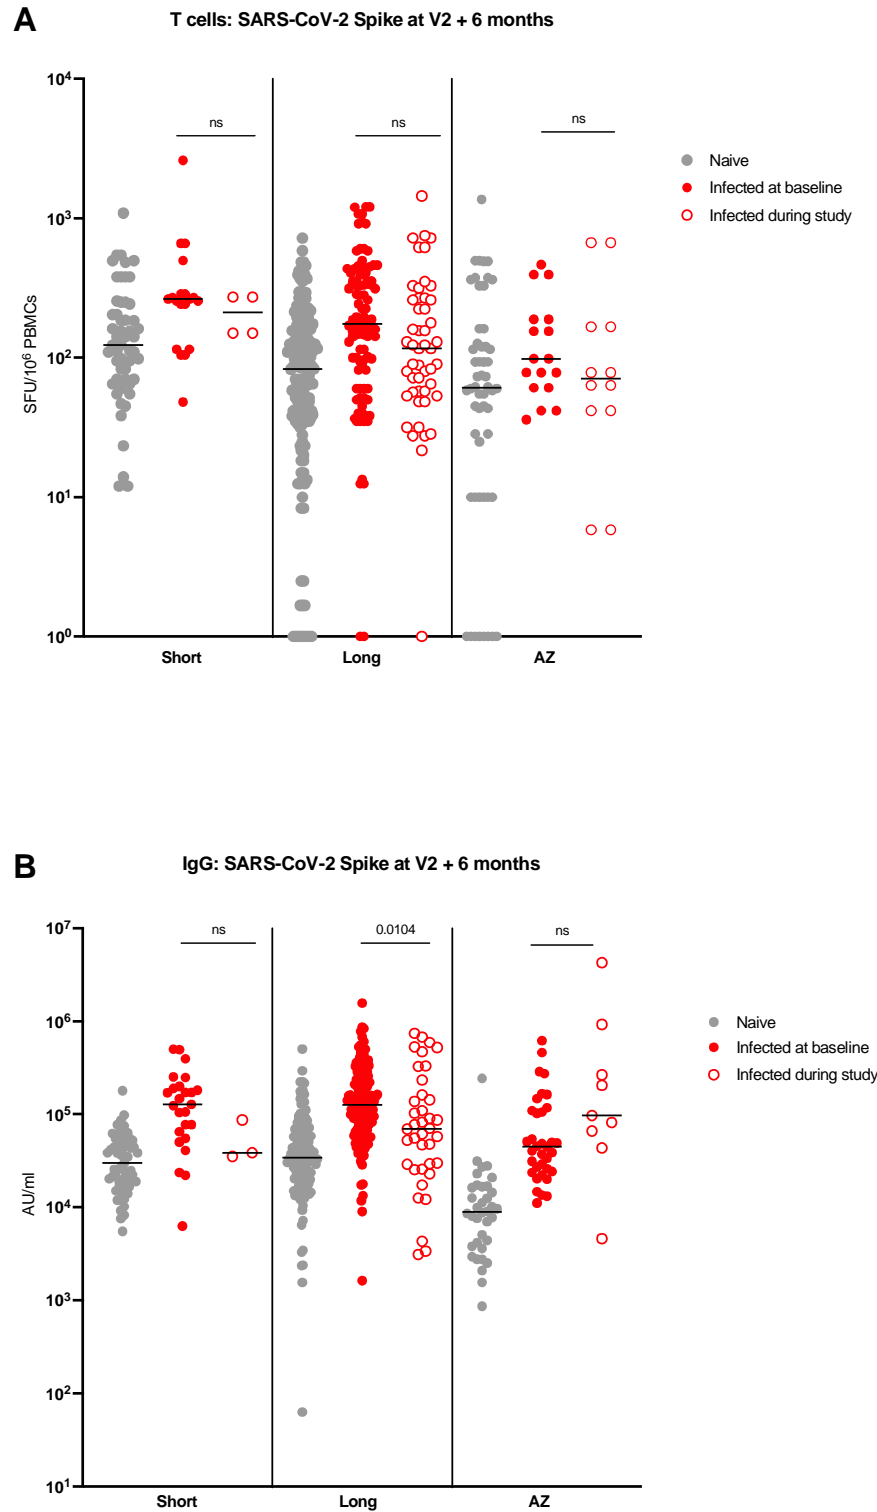 A
T cells: SARS-CoV-2 Spike at V2 + 6 months
10⁴
10³
10²
10¹
10⁰
SFU/10⁶ PBMCs
ns
ns
ns
Naive
Infected at baseline
Infected during study
Short
Long
AZ
B
IgG: SARS-CoV-2 Spike at V2 + 6 months
10⁷
10⁶
10⁵
10⁴
10³
10²
10¹
AU/ml
ns
0.0104
ns
Naive
Infected at baseline
Infected during study
Short
Long
AZ